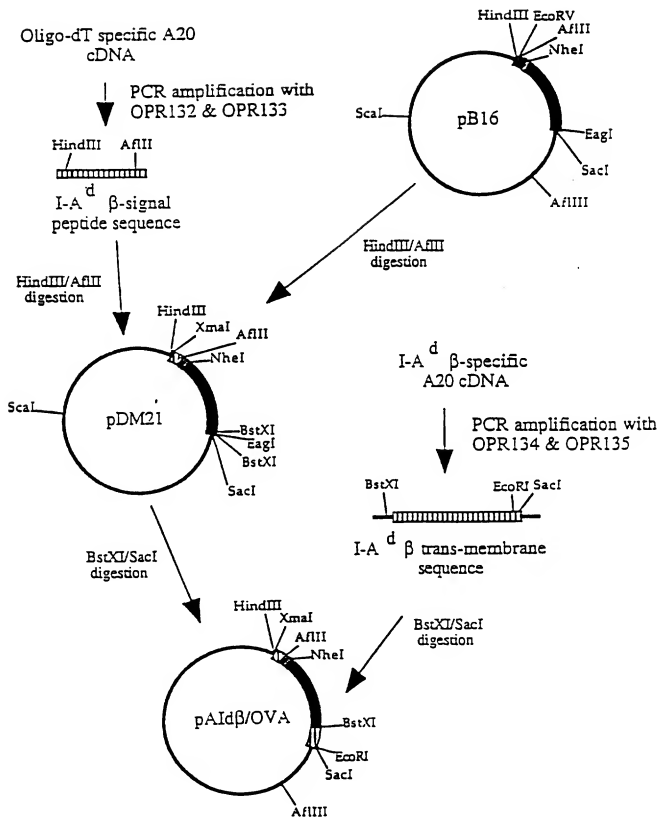 Oligo-dT specific A20
cDNA
PCR amplification with
OPR132 & OPR133
HindIII AflII
I-A d β-signal
peptide sequence
HindIII/AflII
digestion
HindIII EcoRV
AflII
NheI
ScaI
pB16
EagI
SacI
AflIII
HindIII/AflII
digestion
HindIII
XmaI
AflII
NheI
ScaI
pDM21
BstXI
EagI
BstXI
SacI
I-A d β-specific
A20 cDNA
PCR amplification with
OPR134 & OPR135
BstXI
EcoRI SacI
I-A d β trans-membrane
sequence
BstXI/SacI
digestion
BstXI/SacI
digestion
HindIII
XmaI
AflII
NheI
pAIdβ/OVA
BstXI
EcoRI
SacI
AflIII